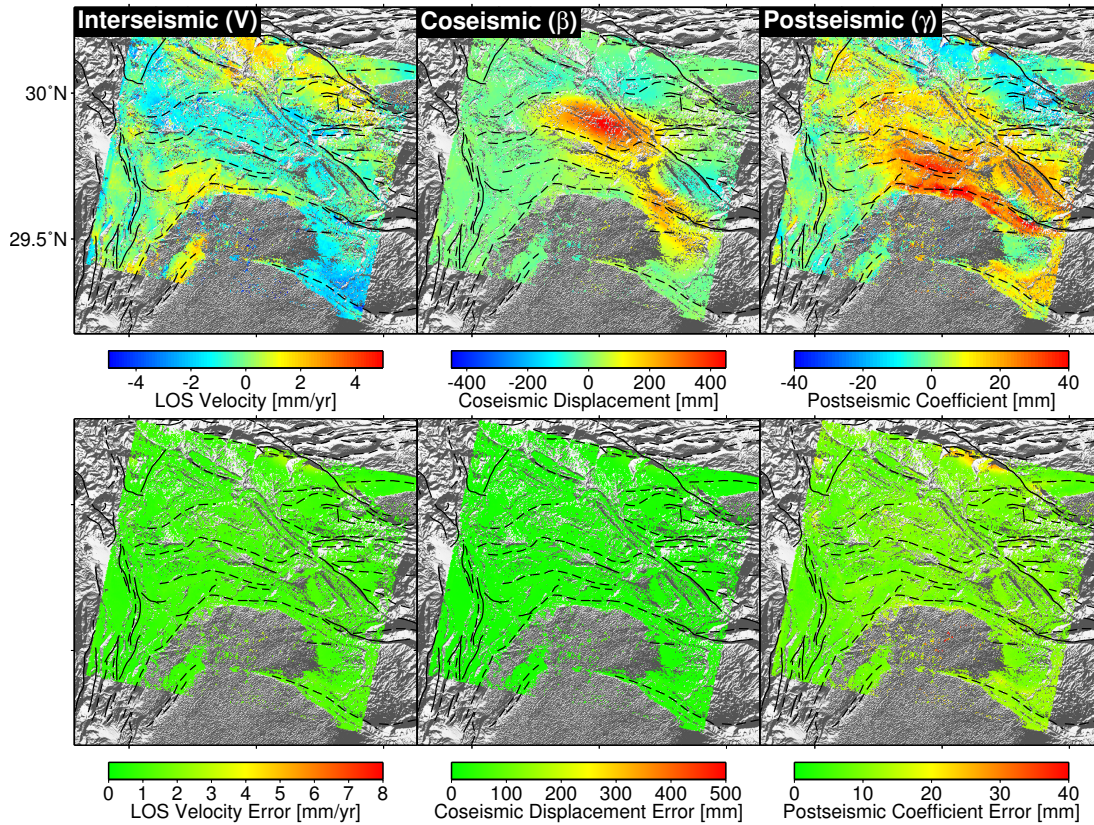 Interseismic (V) Coseismic (β) Postseismic (γ)
30°N
29.5°N
-4 -2 0 2 4 -400 -200 0 200 400 -40 -20 0 20 40
LOS Velocity [mm/yr] Coseismic Displacement [mm] Postseismic Coefficient [mm]
0 1 2 3 4 5 6 7 8 0 100 200 300 400 500 0 10 20 30 40
LOS Velocity Error [mm/yr] Coseismic Displacement Error [mm] Postseismic Coefficient Error [mm]